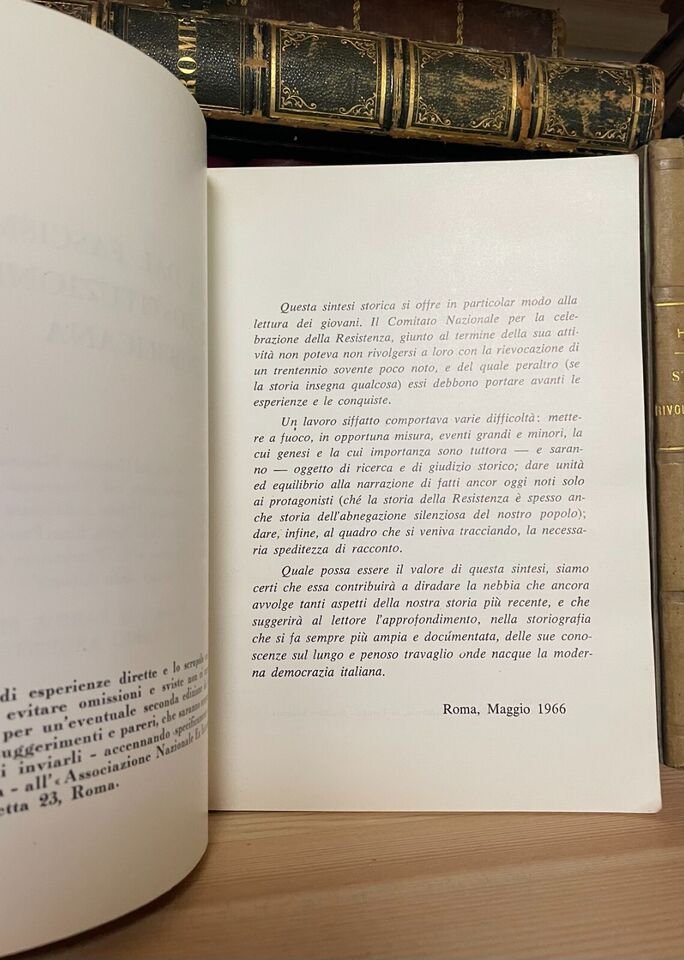 ROME
di esperienze dirette e lo scrupolo
evitare omissioni e sviste non
per un'eventuale seconda edizione
suggerimenti e pareri, che saranno
i inviarli - accennando specificamente
- all'« Associazione Nazionale
etta 23, Roma.
Questa sintesi storica si offre in particolar modo alla
lettura dei giovani. Il Comitato Nazionale per la cele-
brazione della Resistenza, giunto al termine della sua atti-
vità non poteva non rivolgersi a loro con la rievocazione di
un trentennio sovente poco noto, e del quale peraltro (se
la storia insegna qualcosa) essi debbono portare avanti le
esperienze e le conquiste.
Un lavoro siffatto comportava varie difficoltà: mette-
re a fuoco, in opportuna misura, eventi grandi e minori, la
cui genesi e la cui importanza sono tuttora — e saran-
no — oggetto di ricerca e di giudizio storico; dare unità
ed equilibrio alla narrazione di fatti ancor oggi noti solo
ai protagonisti (ché la storia della Resistenza è spesso an-
che storia dell'abnegazione silenziosa del nostro popolo);
dare, infine, al quadro che si veniva tracciando, la necessa-
ria speditezza di racconto.
Quale possa essere il valore di questa sintesi, siamo
certi che essa contribuirà a diradare la nebbia che ancora
avvolge tanti aspetti della nostra storia più recente, e che
suggerirà al lettore l'approfondimento, nella storiografia
che si fa sempre più ampia e documentata, delle sue cono-
scenze sul lungo e penoso travaglio onde nacque la moder-
na democrazia italiana.
Roma, Maggio 1966
H
ST
RIVOL